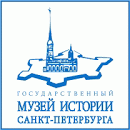 ГОСУДАРСТВЕННЫЙ
МУЗЕЙ ИСТОРИИ
САНКТ-ПЕТЕРБУРГА